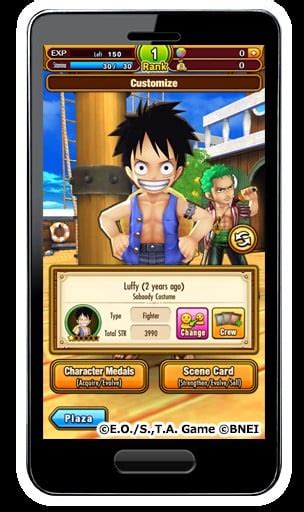 EXP Left 150 1 0
Stamina 30/ 30 Rank 0
Customize
Luffy (2 years ago)
Sabaody Costume
Type Fighter
Total STR 3990
Change
Crew
Character Medals
(Acquire/Evolve)
Scene Card
(Strengthen/Evolve/Sell)
Plaza
©E.O./S.,T.A. Game ©BNEI